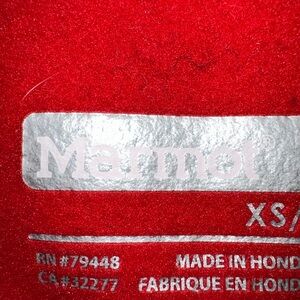 Marmot
XS/
RN #79448 MADE IN HOND
CA #32277 FABRIQUE EN HOND